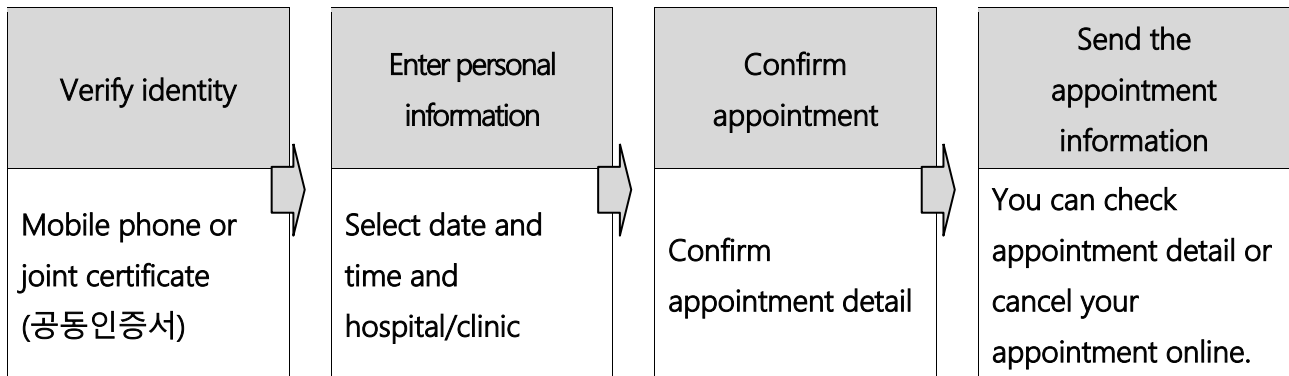 Verify identity
Mobile phone or
joint certificate
(공동인증서)
Enter personal
information
Select date and
time and
hospital/clinic
Confirm
appointment
Confirm
appointment detail
Send the
appointment
information
You can check
appointment detail or
cancel your
appointment online.